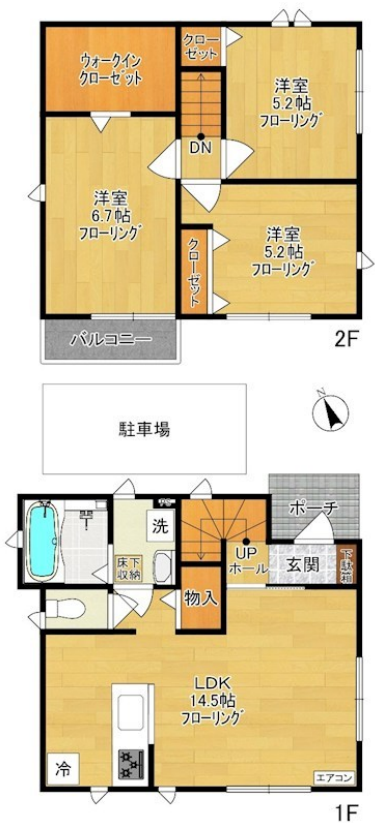 ウォークイン
クローゼット
クロー
ゼット
洋室
5.2帖
フローリング
DN
洋室
6.7帖
フローリング
洋室
5.2帖
フローリング
クローゼット
バルコニー
2F
駐車場
N
ポーチ
洗
床下
収納
UP
ホール
玄関
下駄箱
物入
LDK
14.5帖
フローリング
冷
エアコン
1F